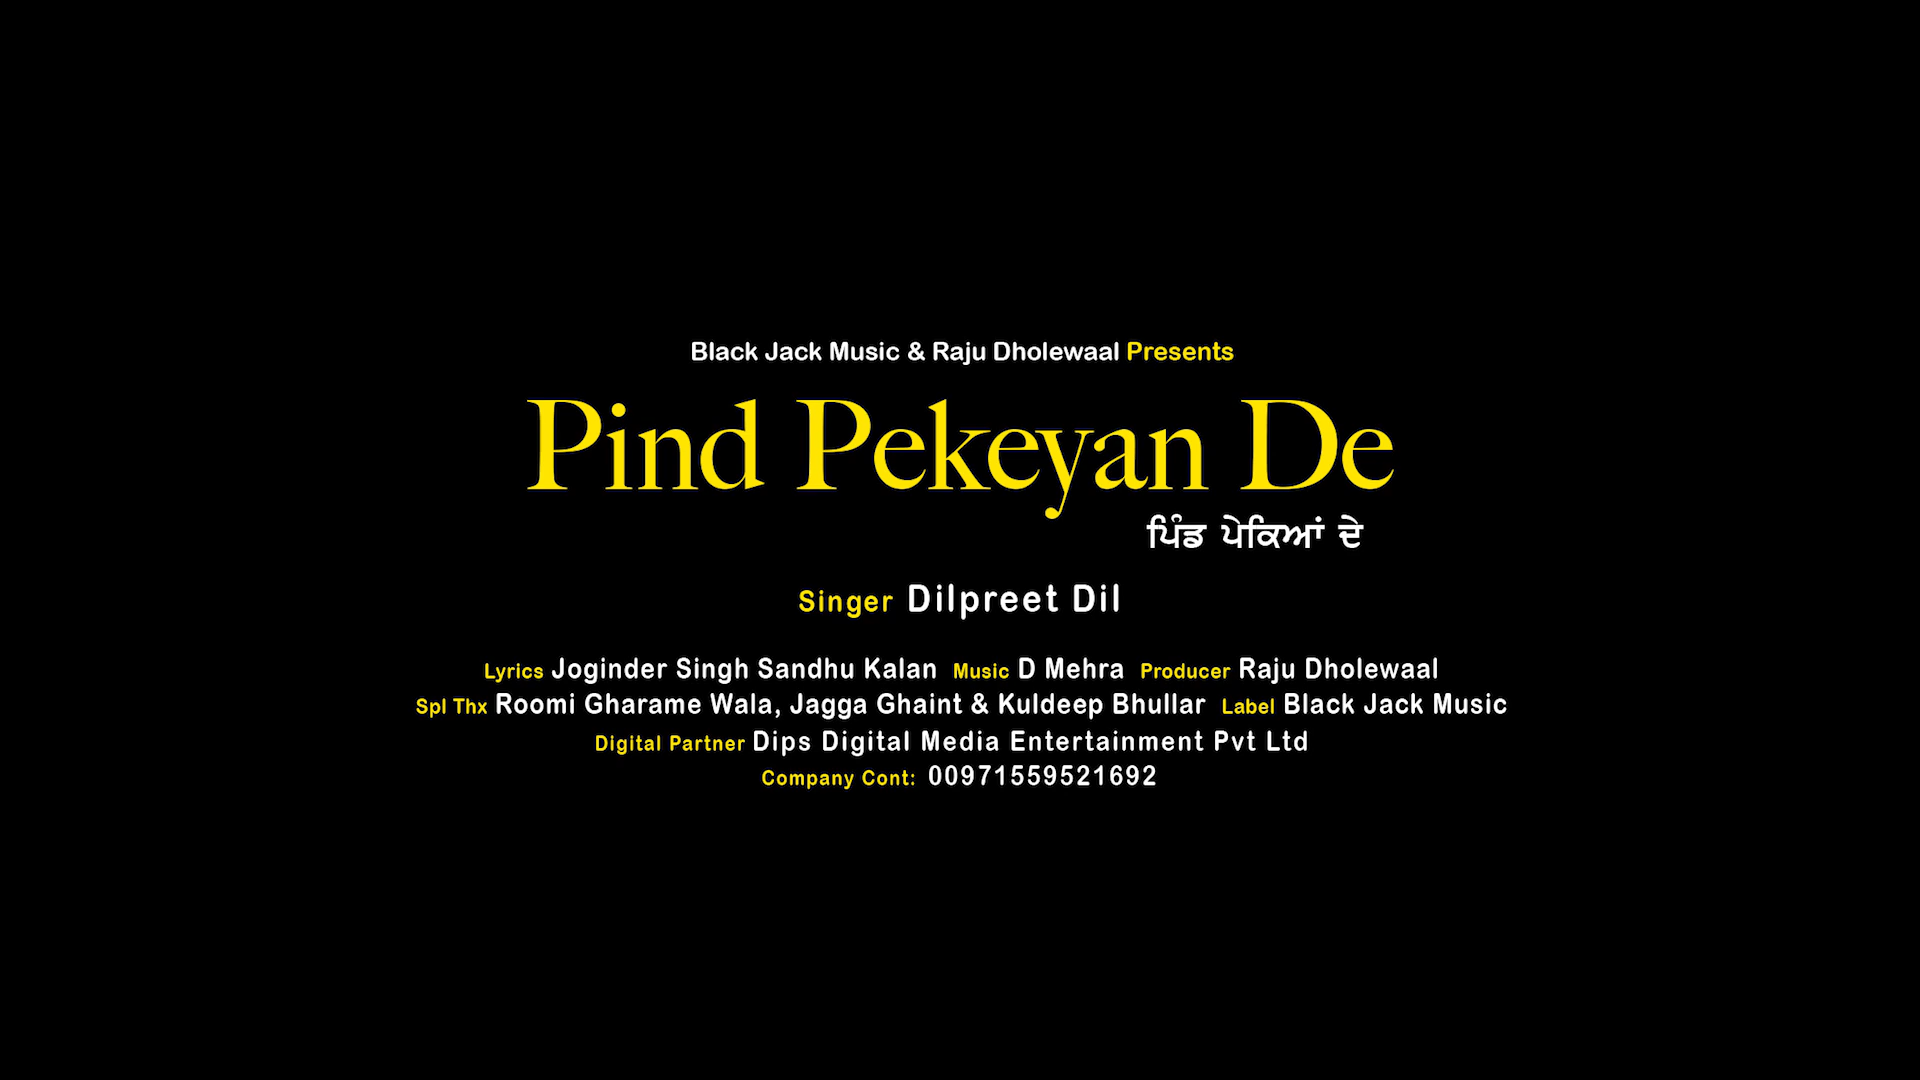 Black Jack Music & Raju Dholewaal Presents
Pind Pekeyan De
ਪਿੰਡ ਪੇਕਿਆਂ ਦੇ
Singer Dilpreet Dil
Lyrics Joginder Singh Sandhu Kalan Music D Mehra Producer Raju Dholewaal
Spl Thx Roomi Gharame Wala, Jagga Ghaint & Kuldeep Bhullar Label Black Jack Music
Digital Partner Dips Digital Media Entertainment Pvt Ltd
Company Cont: 00971559521692